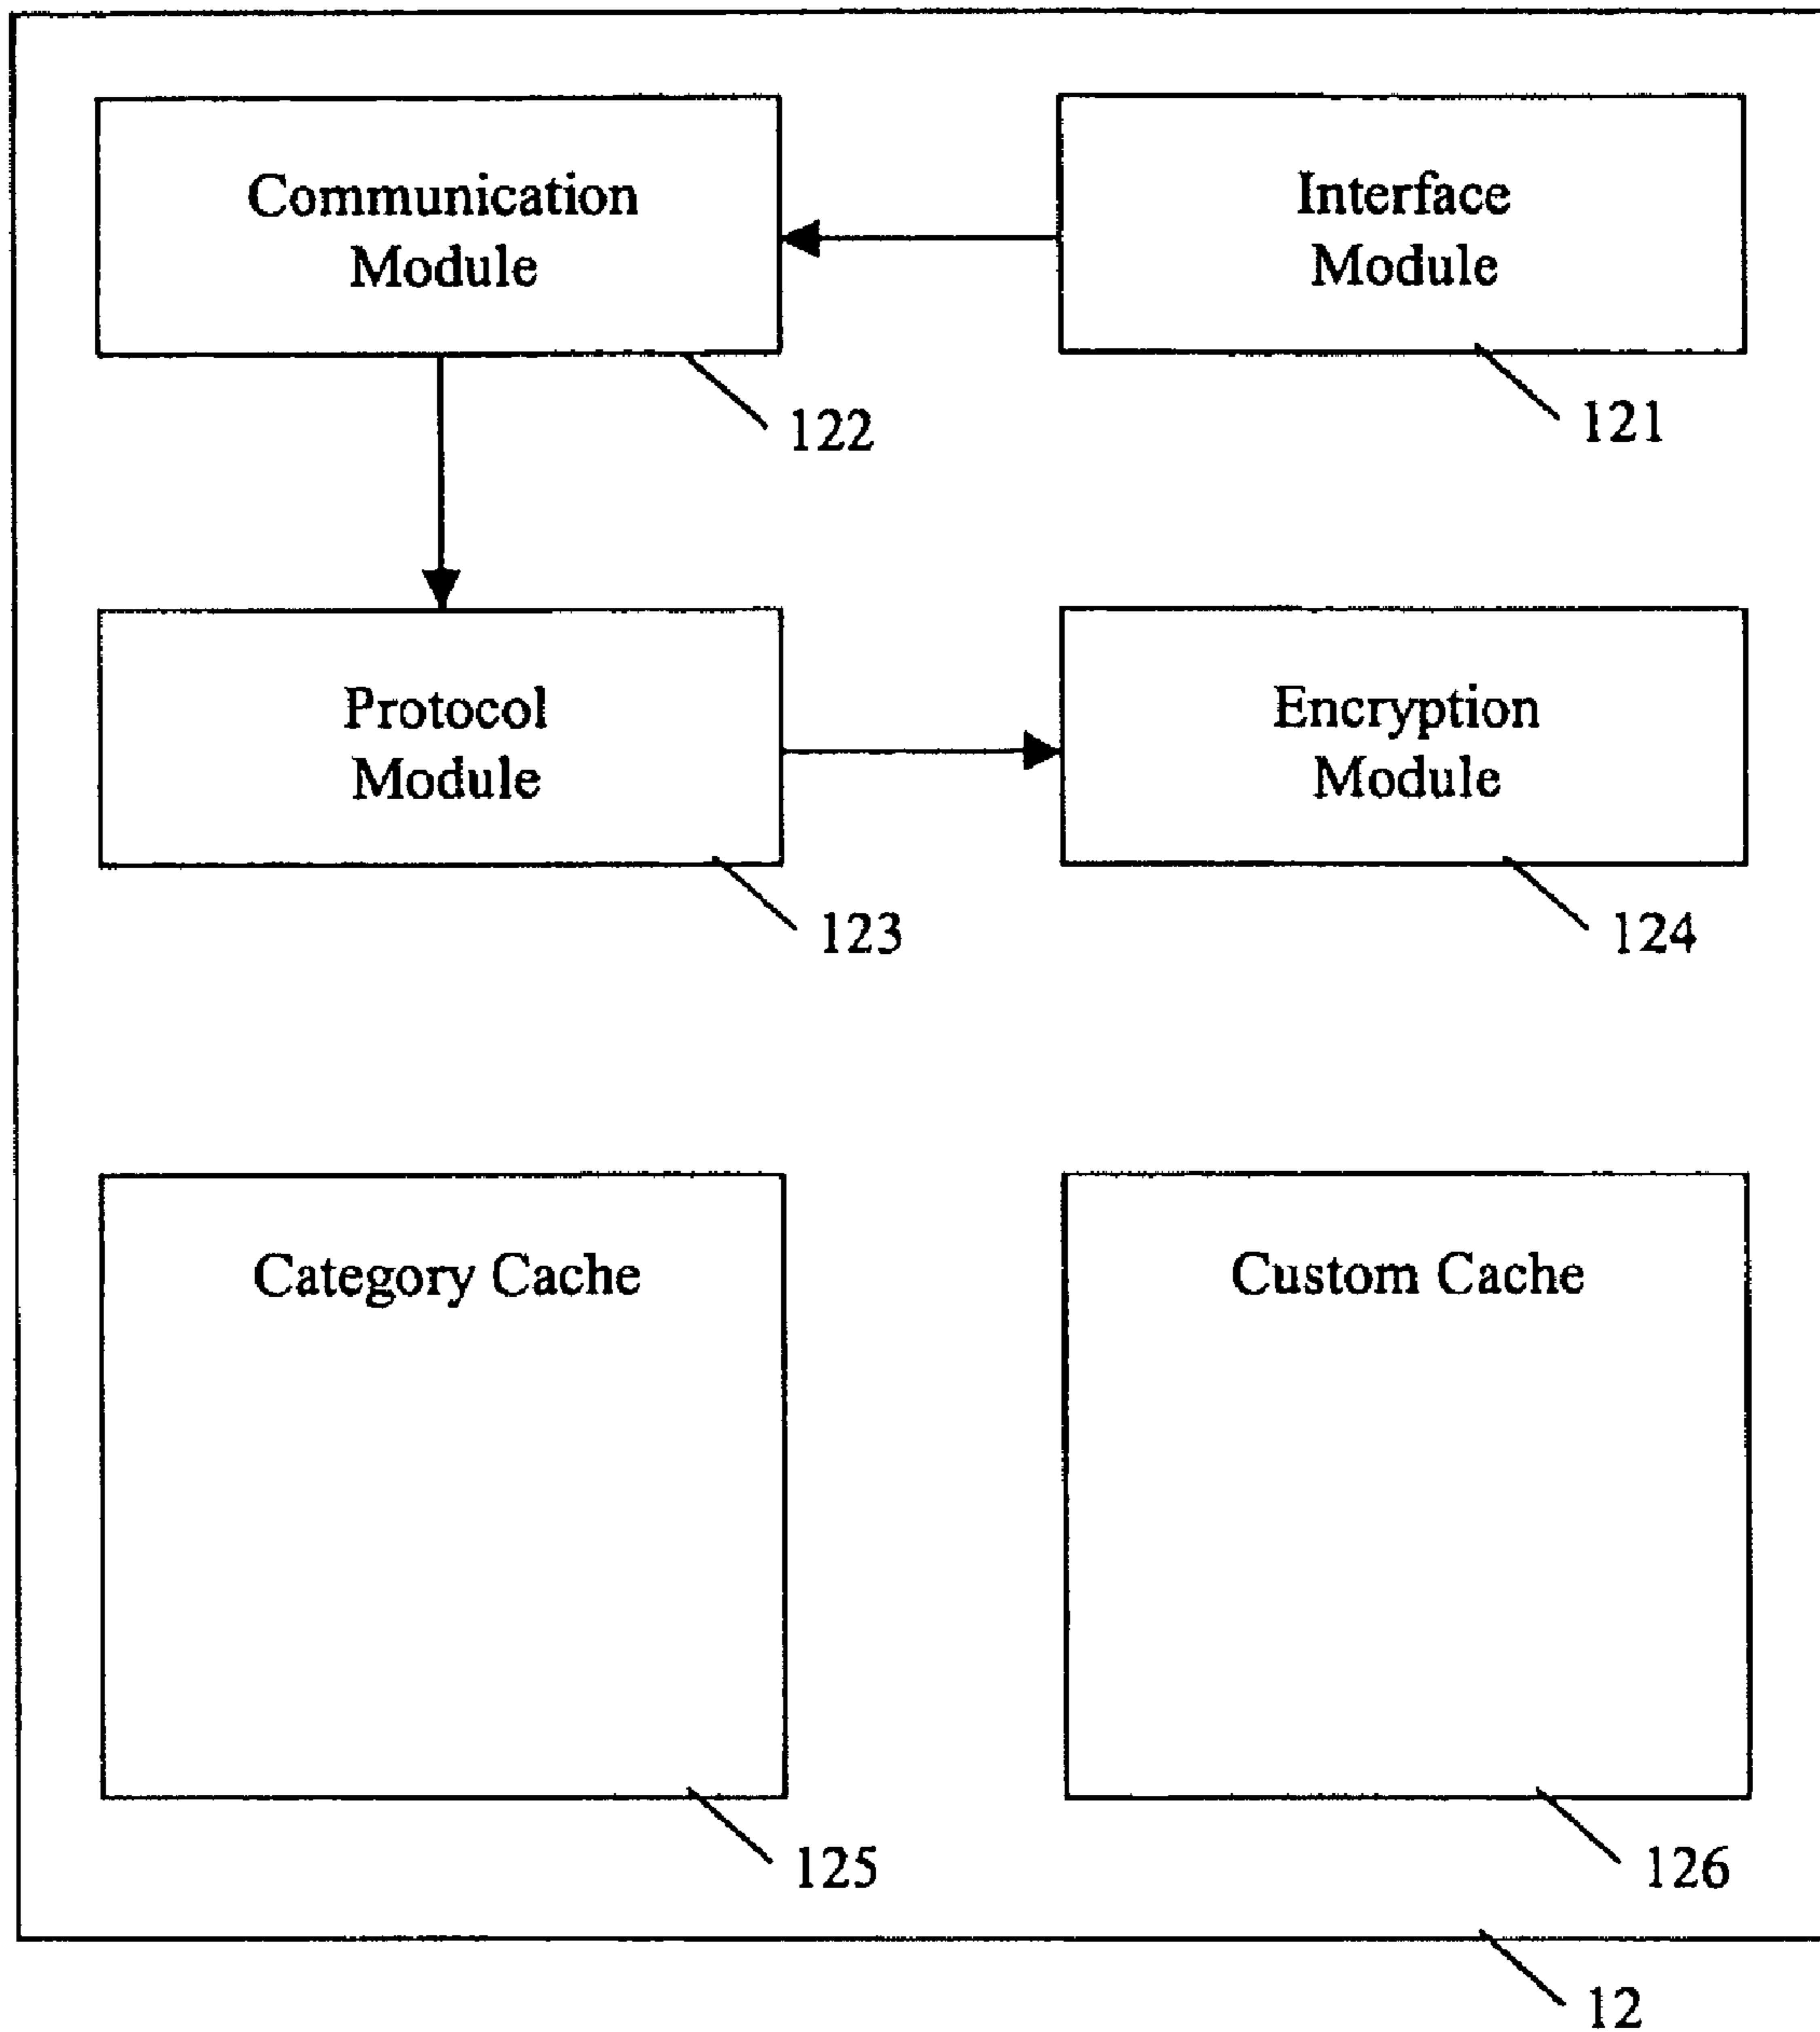 Communication
Module
Interface
Module
122
121
Protocol
Module
Encryption
Module
123
124
Category Cache
Custom Cache
125
126
12